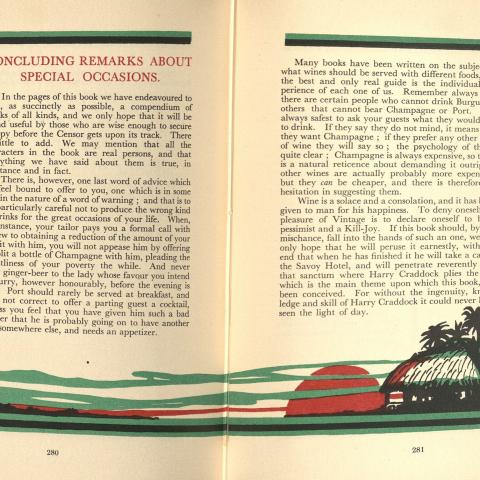 ONCLUDING REMARKS ABOUT
SPECIAL OCCASIONS.
In the pages of this book we have endeavoured to
, as succinctly as possible, a compendium of
ks of all kinds, and we only hope that it will be
nd useful by those who are wise enough to secure
py before the Censor gets upon its track. There
ittle to add. We may mention that all the
racters in the book are real persons, and that
rything we have said about them is true, in
stance and in fact.
There is, however, one last word of advice which
feel bound to offer to you, one which is in some
in the nature of a word of warning ; and that is to
particularly careful not to produce the wrong kind
rinks for the great occasions of your life. When,
nstance, your tailor pays you a formal call with
ew to obtaining a reduction of the amount of your
it with him, you will not appease him by offering
plit a bottle of Champagne with him, pleading the
tliness of your poverty the while. And never
ginger-beer to the lady whose favour you intend
urry, however honourably, before the evening is
Port should rarely be served at breakfast, and
not correct to offer a parting guest a cocktail,
ss you feel that you have given him such a bad
er that he is probably going on to have another
somewhere else, and needs an appetizer.
280
Many books have been written on the subje
what wines should be served with different foods,
the best and only real guide is the individual
perience of each one of us. Remember always
there are certain people who cannot drink Burgu
others that cannot bear Champagne or Port.
always safest to ask your guests what they would
to drink. If they say they do not mind, it means
they want Champagne ; if they prefer any other
of wine they will say so ; the psychology of th
quite clear ; Champagne is always expensive, so t
is a natural reticence about demanding it outrig
other wines are actually probably more expen
but they can be cheaper, and there is therefor
hesitation in suggesting them.
Wine is a solace and a consolation, and it has b
given to man for his happiness. To deny oneself
pleasure of Vintage is to declare oneself to b
pessimist and a Kill-Joy. If this book should, by
mischance, fall into the hands of such an one, we
only hope that he will peruse it earnestly, with
end that when he has finished it he will take a ca
the Savoy Hotel, and will penetrate reverently
that sanctum where Harry Craddock plies the
which is the main theme upon which this book,
been conceived. For without the ingenuity, kn
ledge and skill of Harry Craddock it could never h
seen the light of day.
281